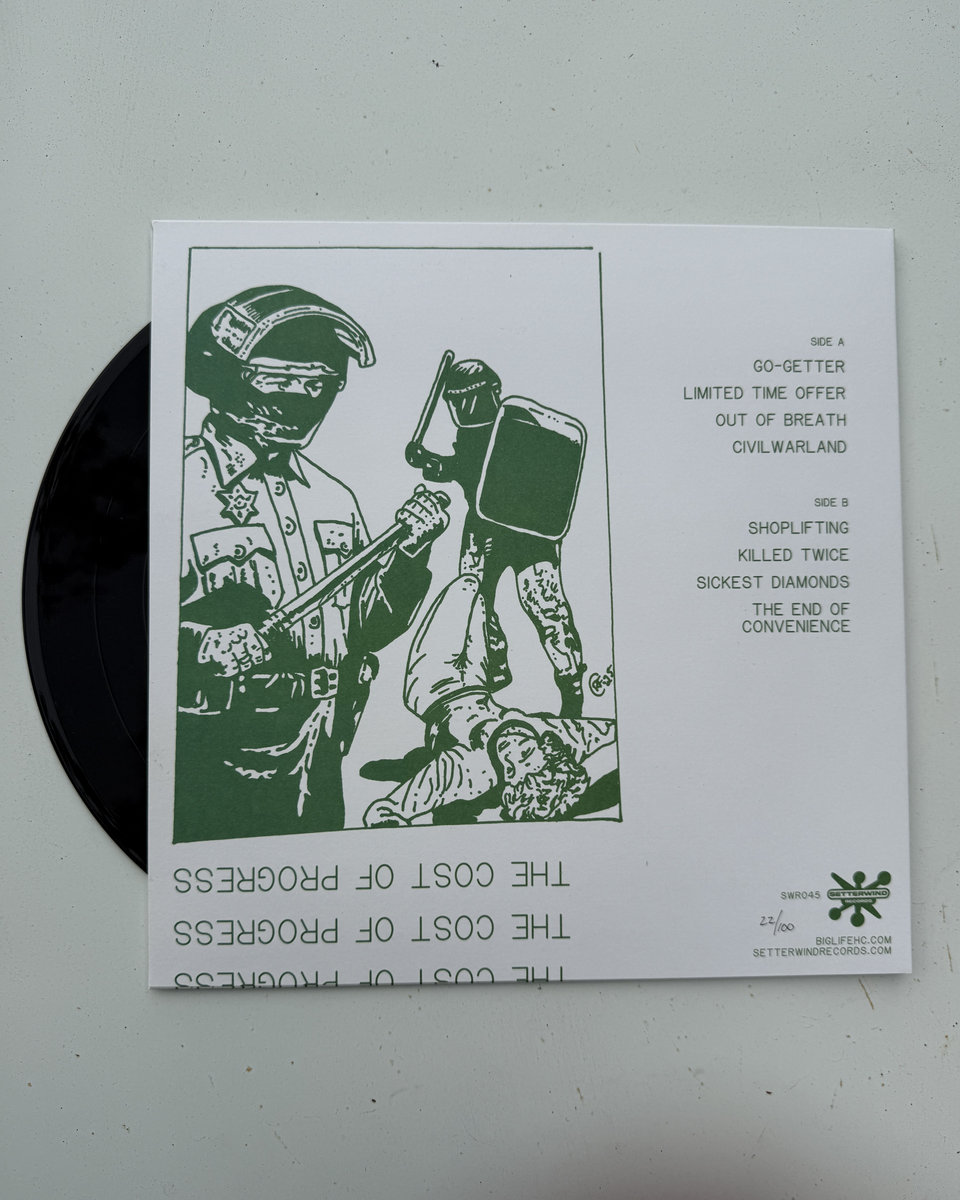 SIDE A
GO-GETTER
LIMITED TIME OFFER
OUT OF BREATH
CIVILWARLAND
SIDE B
SHOPLIFTING
KILLED TWICE
SICKEST DIAMONDS
THE END OF
CONVENIENCE
THE COST OF PROGRESS
THE COST OF PROGRESS
THE COST OF PROGRESS
SWR045
SETTERWIND
RECORDS
22/100
BIGLIFEHC.COM
SETTERWINDRECORDS.COM